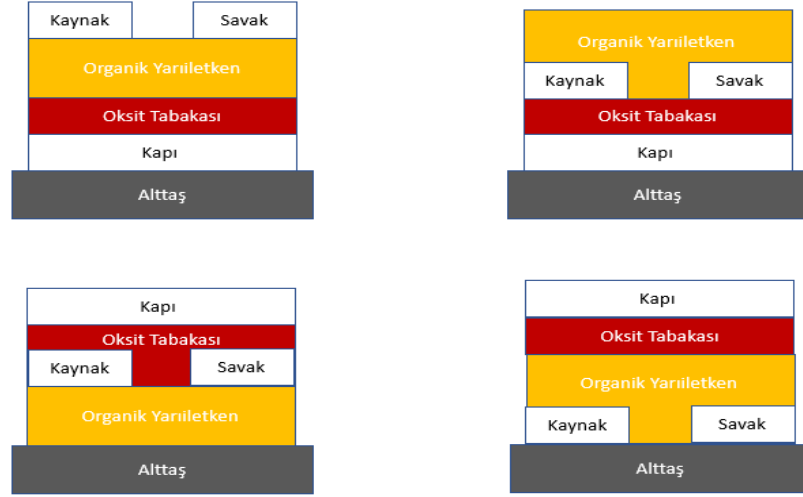 Kaynak Savak
Organik Yarıiletken
Oksit Tabakası
Kapı
Alttaş
Organik Yarıiletken
Kaynak Savak
Oksit Tabakası
Kapı
Alttaş
Kapı
Oksit Tabakası
Kaynak Savak
Organik Yarıiletken
Alttaş
Kapı
Oksit Tabakası
Organik Yarıiletken
Kaynak Savak
Alttaş